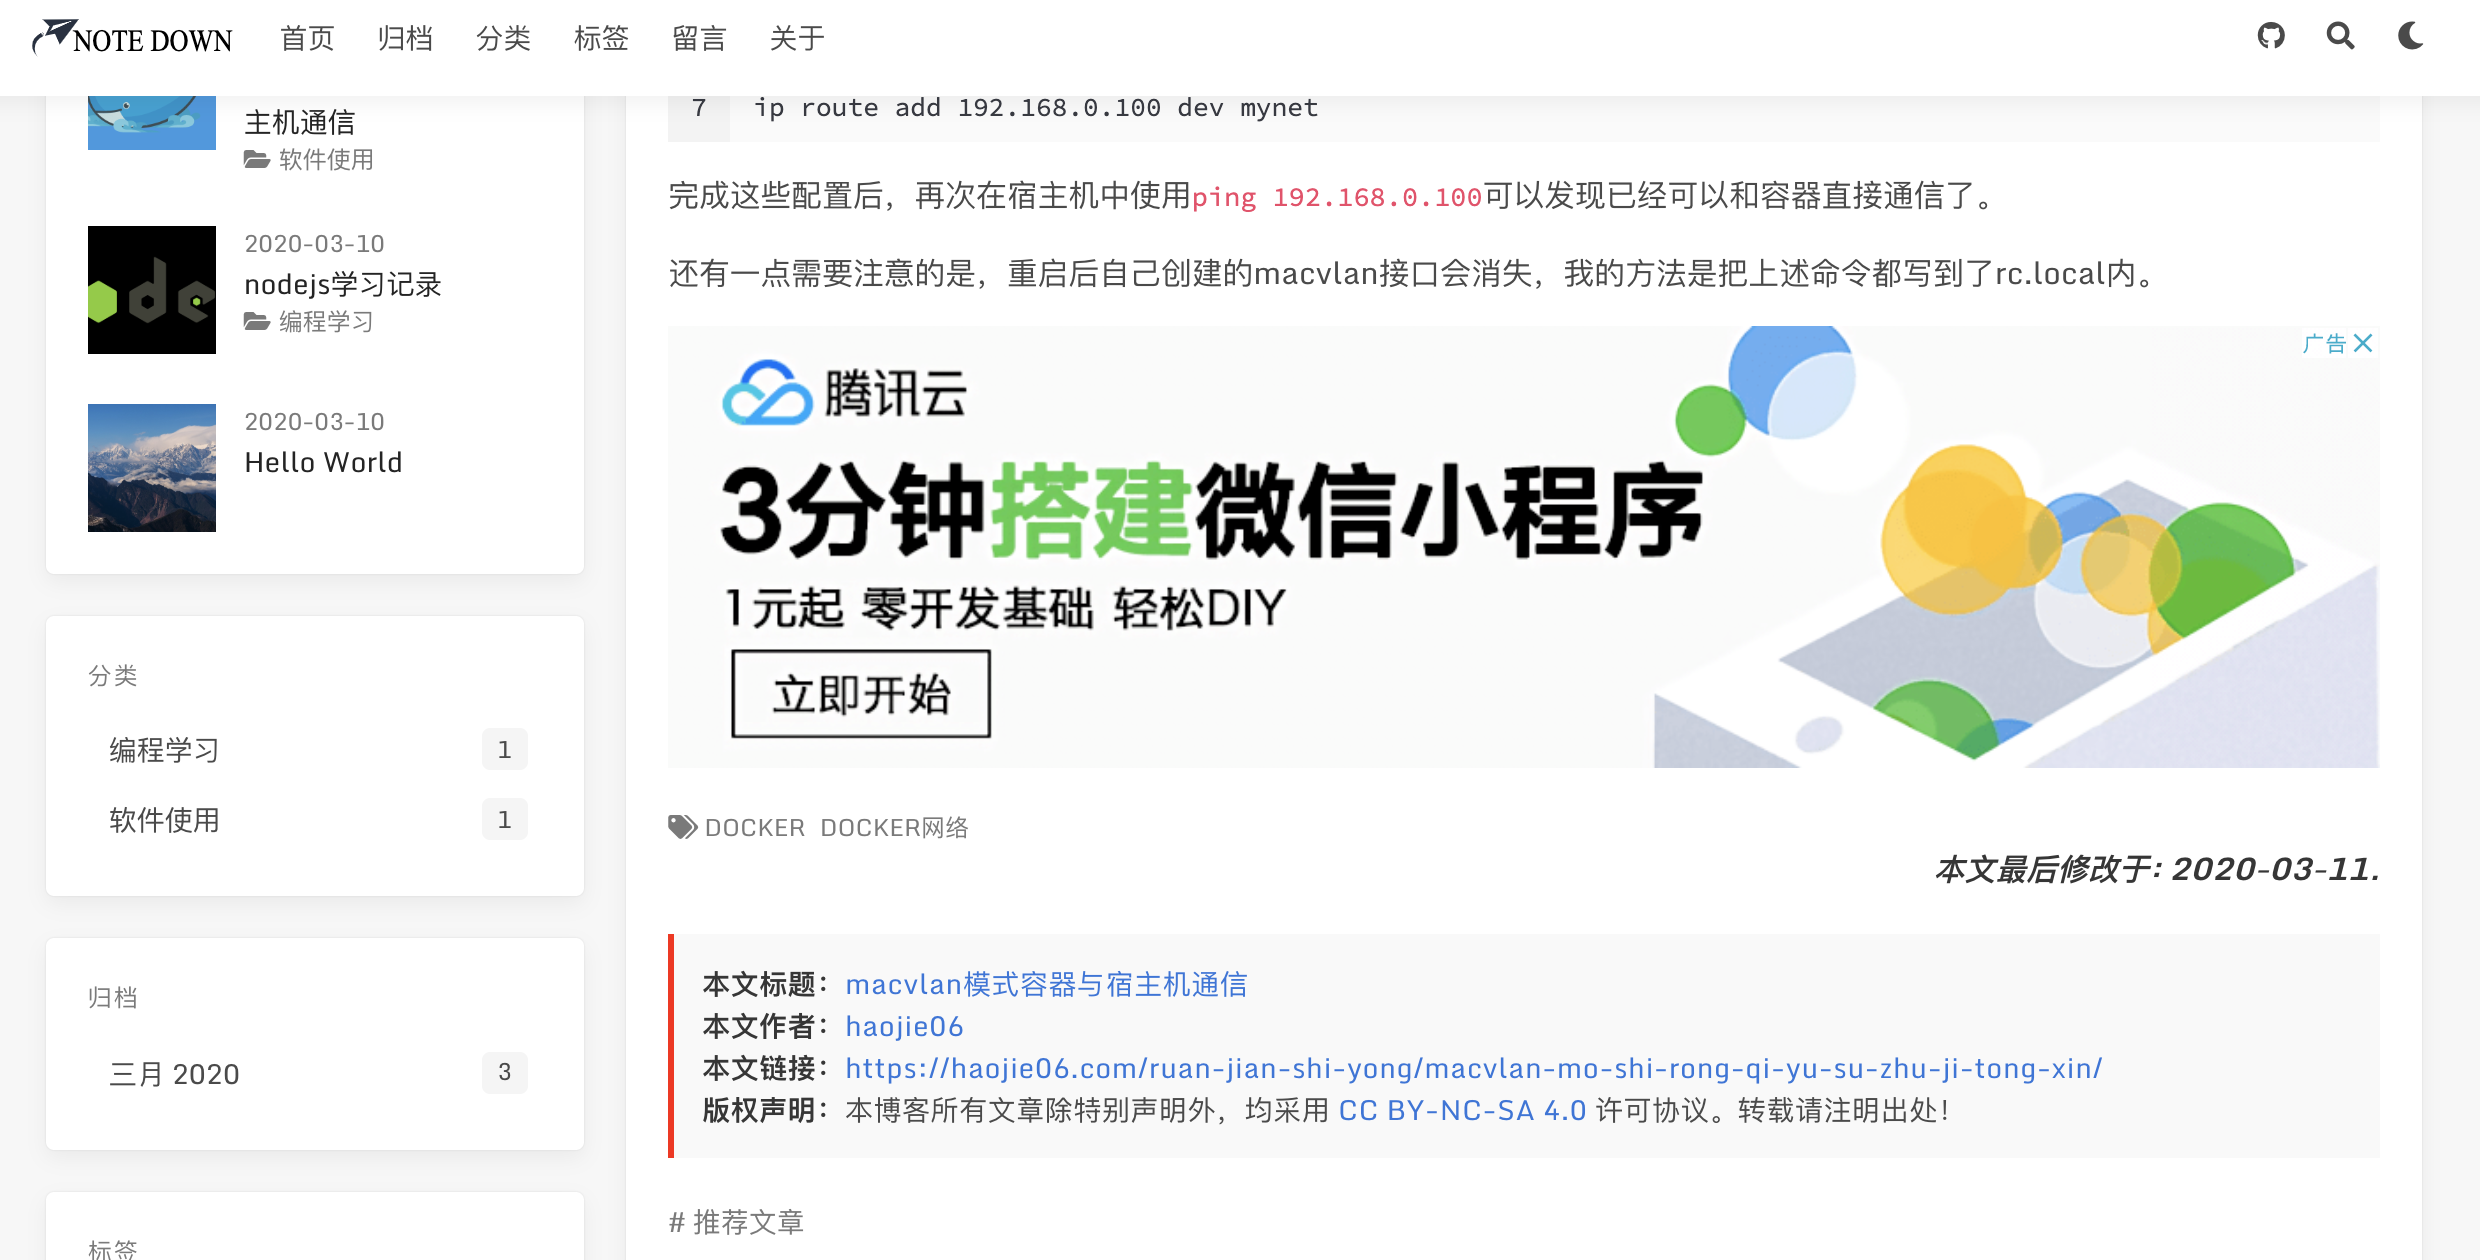 NOTE DOWN 首页 归档 分类 标签 留言 关于
主机通信
软件使用
2020-03-10
nodejs学习记录
编程学习
2020-03-10
Hello World
分类
编程学习 1
软件使用 1
归档
三月 2020 3
标签
7 ip route add 192.168.0.100 dev mynet
完成这些配置后，再次在宿主机中使用ping 192.168.0.100可以发现已经可以和容器直接通信了。
还有一点需要注意的是，重启后自己创建的macvlan接口会消失，我的方法是把上述命令都写到了rc.local内。
广告
腾讯云
3分钟搭建微信小程序
1元起 零开发基础 轻松DIY
立即开始
DOCKER DOCKER网络
本文最后修改于: 2020-03-11.
本文标题：macvlan模式容器与宿主机通信
本文作者：haojie06
本文链接：https://haojie06.com/ruan-jian-shi-yong/macvlan-mo-shi-rong-qi-yu-su-zhu-ji-tong-xin/
版权声明：本博客所有文章除特别声明外，均采用 CC BY-NC-SA 4.0 许可协议。转载请注明出处！
# 推荐文章